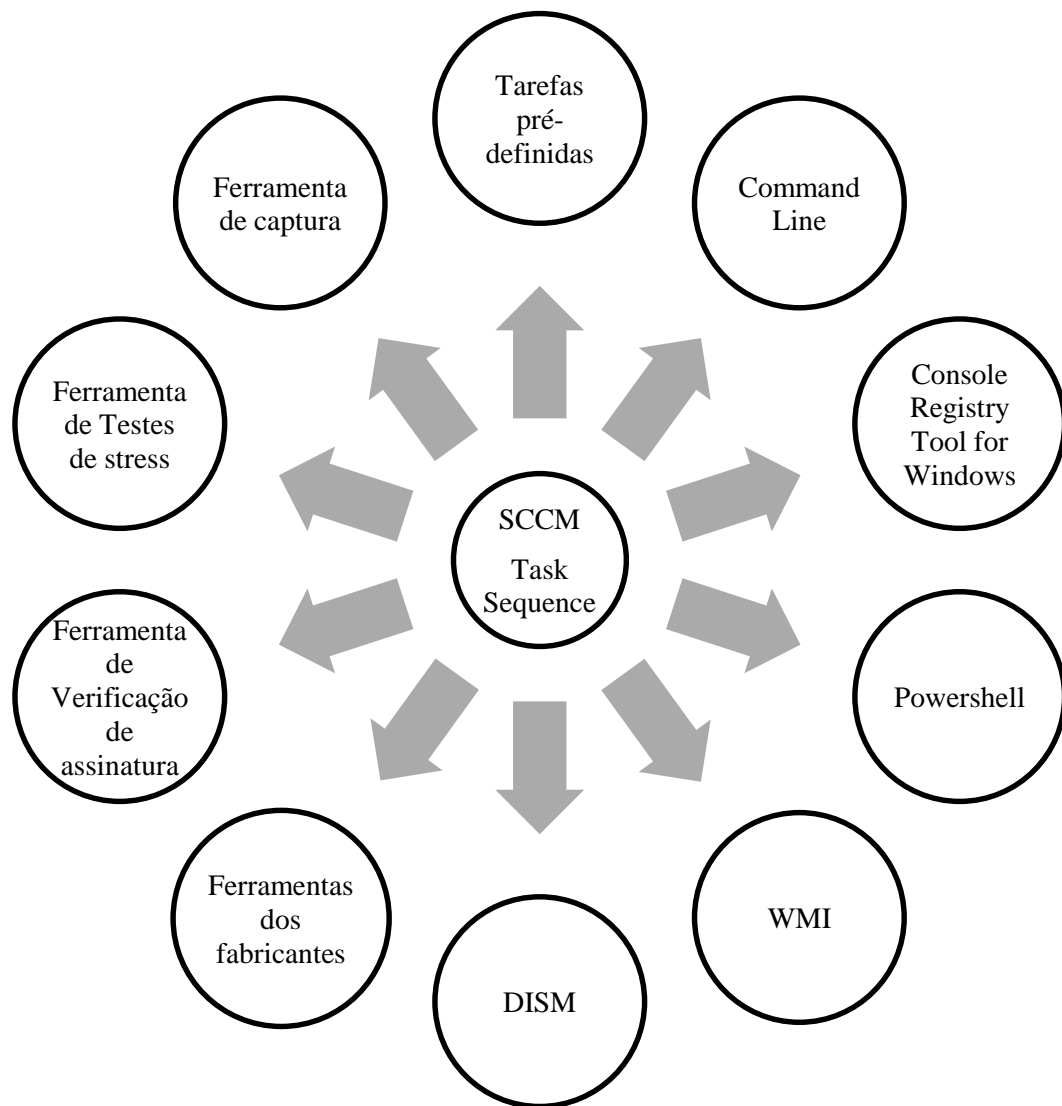 Tarefas
pré-
definidas
Command
Line
Console
Registry
Tool for
Windows
Powershell
WMI
DISM
Ferramentas
dos
fabricantes
Ferramenta
de
Verificação
de
assinatura
Ferramenta
de Testes
de stress
Ferramenta
de captura
SCCM
Task
Sequence